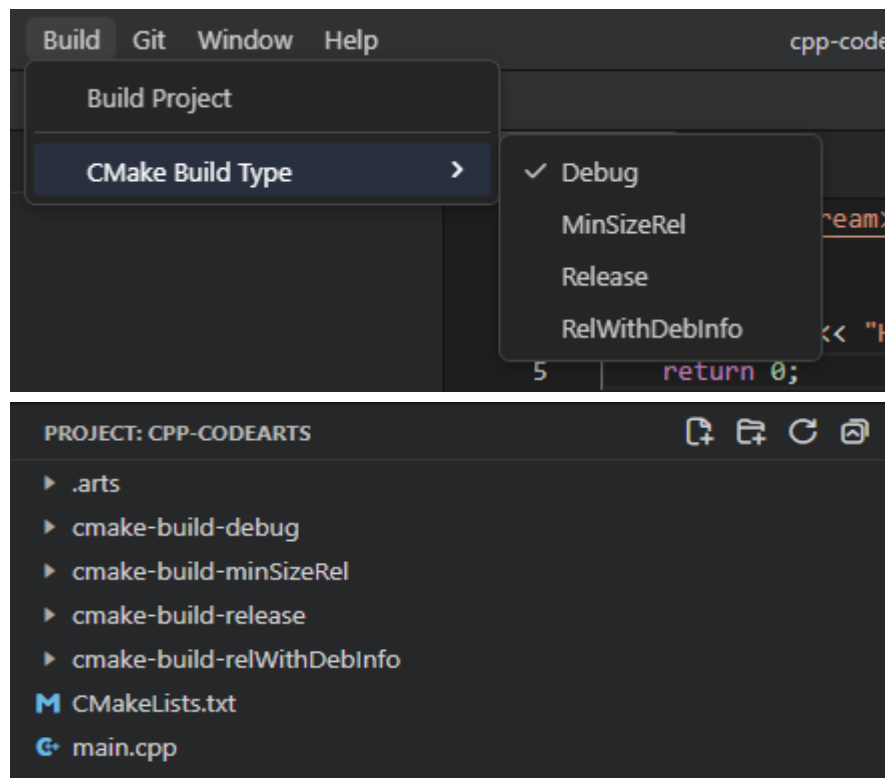 Build Git Window Help cpp-code
Build Project
CMake Build Type
Debug
MinSizeRel
Release
RelWithDebInfo
ream>
<< "H
5 return 0;
PROJECT: CPP-CODEARTS
.arts
cmake-build-debug
cmake-build-minSizeRel
cmake-build-release
cmake-build-relWithDebInfo
CMakeLists.txt
main.cpp